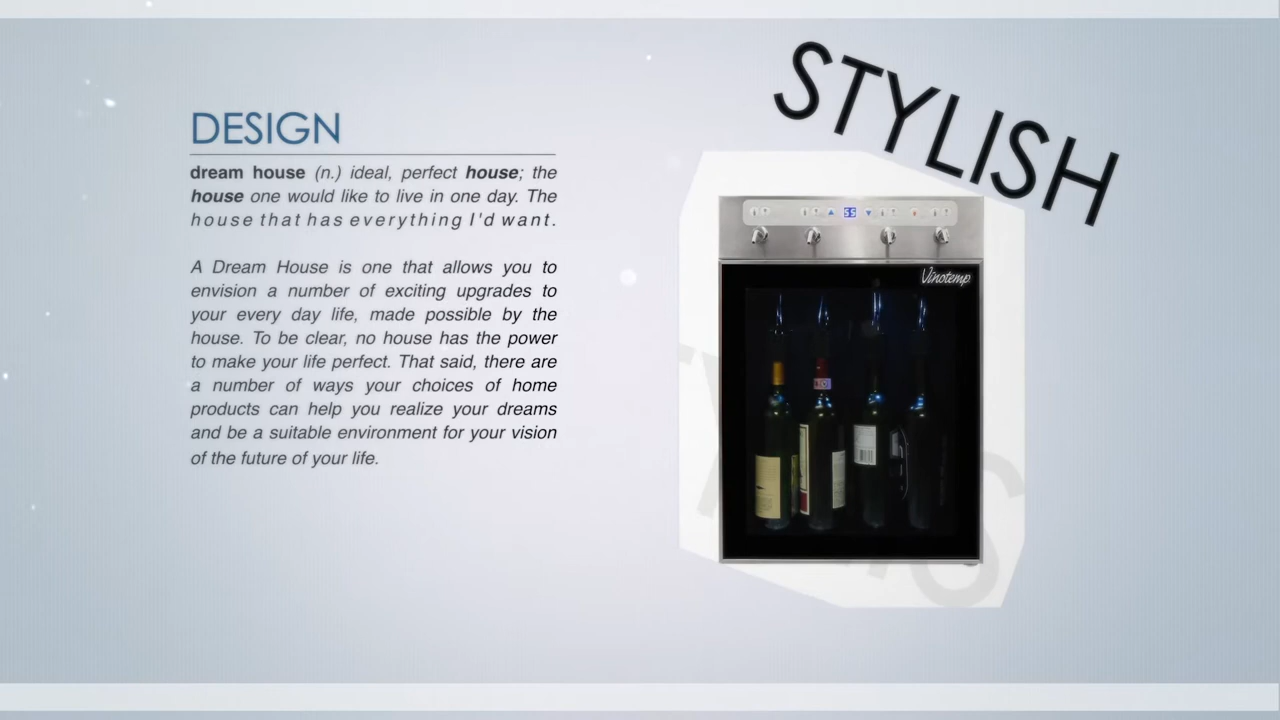 STYLISH
DESIGN
dream house (n.) ideal, perfect house; the
house one would like to live in one day. The
house that has everything I'd want.
A Dream House is one that allows you to
envision a number of exciting upgrades to
your every day life, made possible by the
house. To be clear, no house has the power
to make your life perfect. That said, there are
a number of ways your choices of home
products can help you realize your dreams
and be a suitable environment for your vision
of the future of your life.
55
Vinotemp